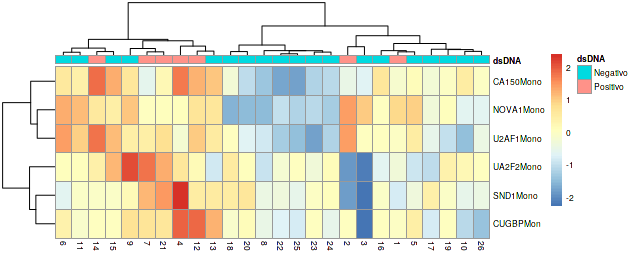 dsDNA
dsDNA
Negativo
Positivo
CA150Mono
NOVA1Mono
U2AF1Mono
UA2F2Mono
SND1Mono
CUGBPMon
2
1
0
-1
-2
6 11 14 15 9 7 21 4 12 13 18 20 8 22 25 23 24 2 3 16 1 5 17 19 10 26